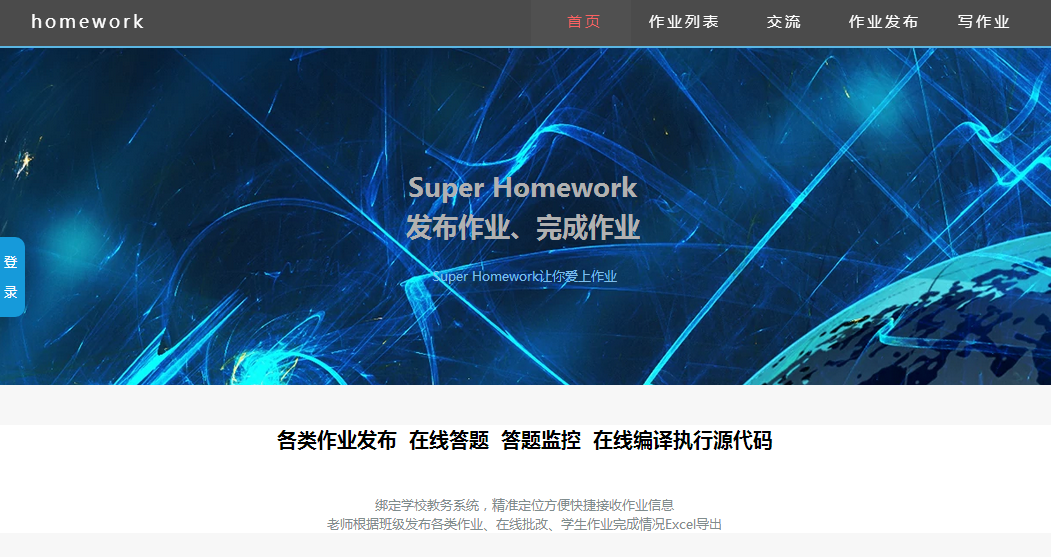 homework 首页 作业列表 交流 作业发布 写作业
Super Homework
发布作业、完成作业
登
录
Super Homework让你爱上作业
各类作业发布 在线答题 答题监控 在线编译执行源代码
绑定学校教务系统，精准定位方便快捷接收作业信息
老师根据班级发布各类作业、在线批改、学生作业完成情况Excel导出